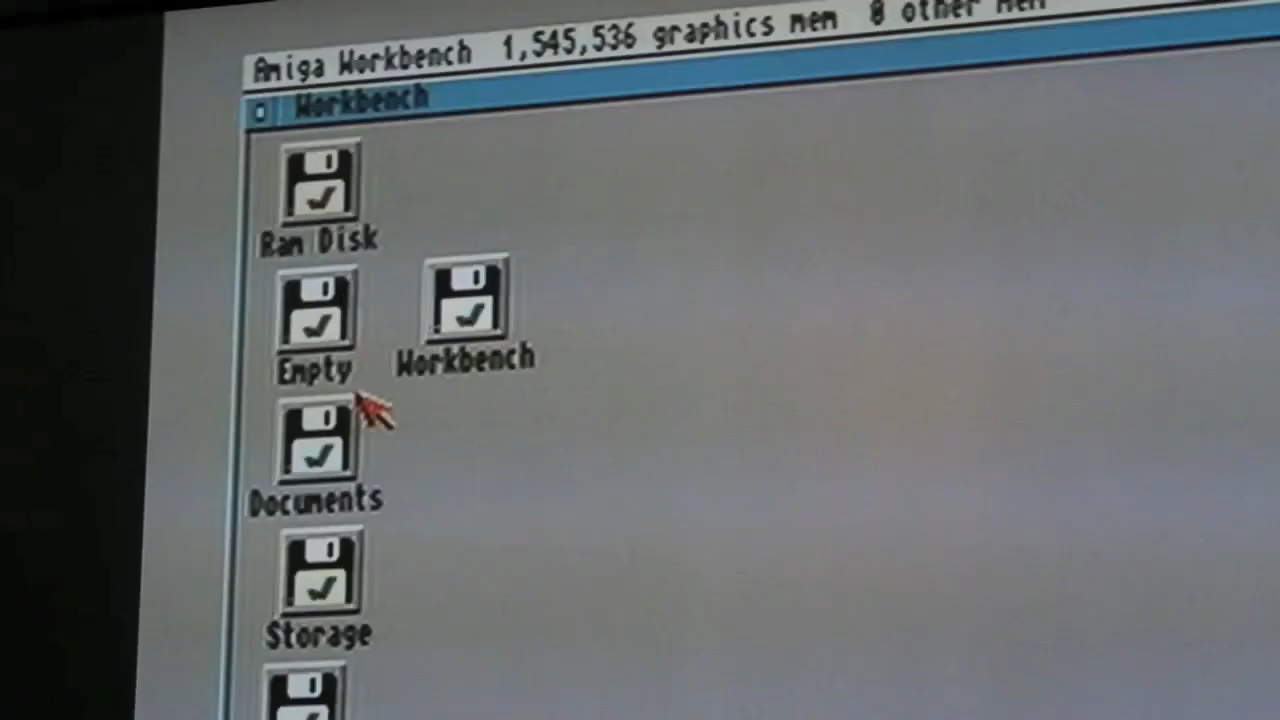 Amiga Workbench 1,545,536 graphics mem 0 other mem
Workbench
Ram Disk
Empty
Workbench
Documents
Storage